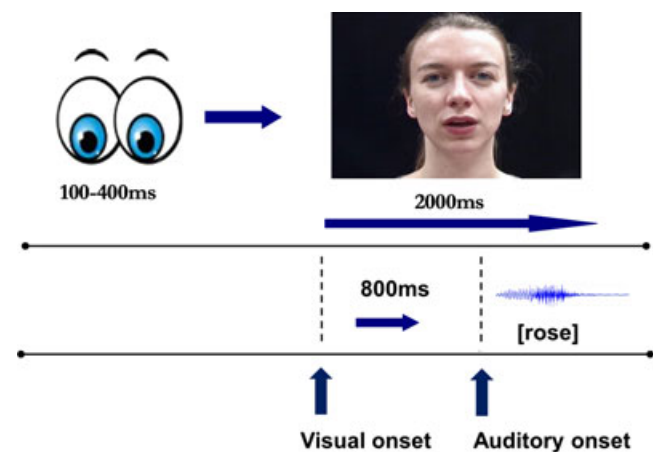 100-400ms
2000ms
800ms
[rose]
Visual onset
Auditory onset